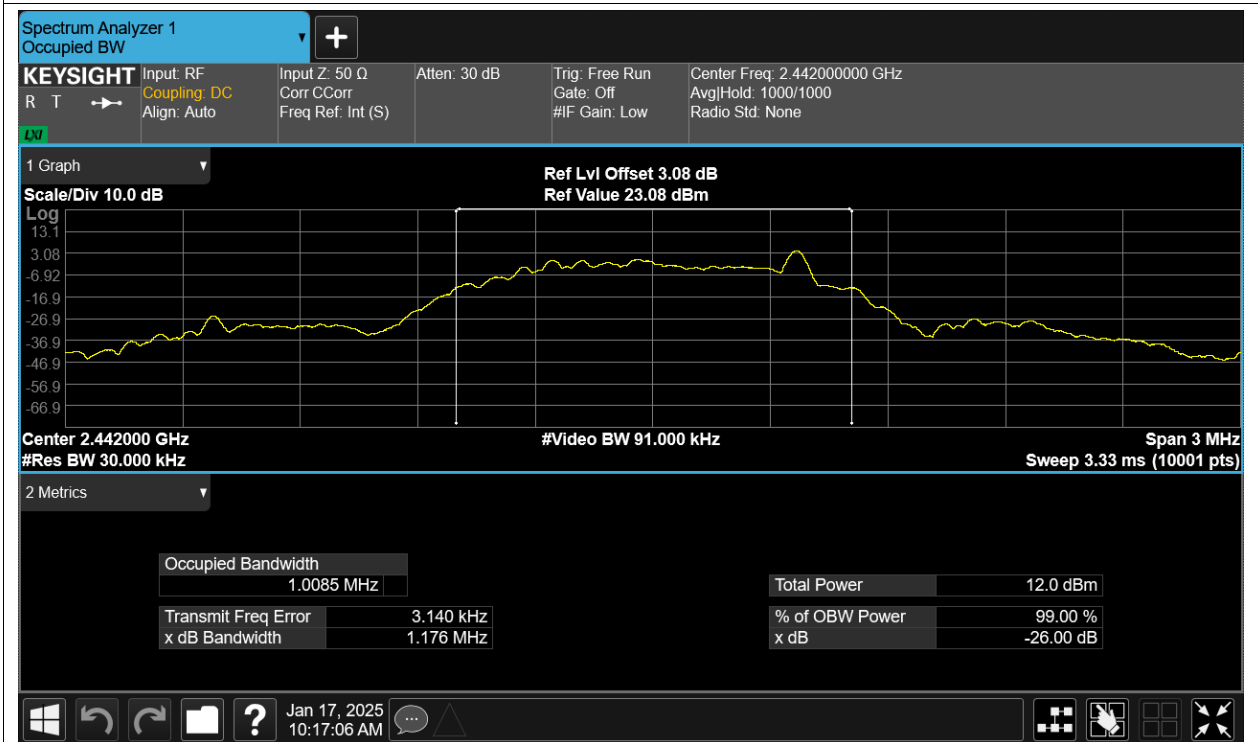 Spectrum Analyzer 1
Occupied BW
KEYSIGHT
R T
LXI
Input: RF
Coupling: DC
Align: Auto
Input Z: 50 Ω
Corr CCorr
Freq Ref: Int (S)
Atten: 30 dB
Trig: Free Run
Gate: Off
#IF Gain: Low
Center Freq: 2.442000000 GHz
Avg|Hold: 1000/1000
Radio Std: None
1 Graph
Scale/Div 10.0 dB
Ref Lvl Offset 3.08 dB
Ref Value 23.08 dBm
Log
13.1
3.08
-6.92
-16.9
-26.9
-36.9
-46.9
-56.9
-66.9
Center 2.442000 GHz
#Video BW 91.000 kHz
Span 3 MHz
#Res BW 30.000 kHz
Sweep 3.33 ms (10001 pts)
2 Metrics
Occupied Bandwidth
1.0085 MHz
Total Power 12.0 dBm
Transmit Freq Error 3.140 kHz
% of OBW Power 99.00 %
x dB Bandwidth 1.176 MHz
x dB -26.00 dB
?
Jan 17, 2025
10:17:06 AM